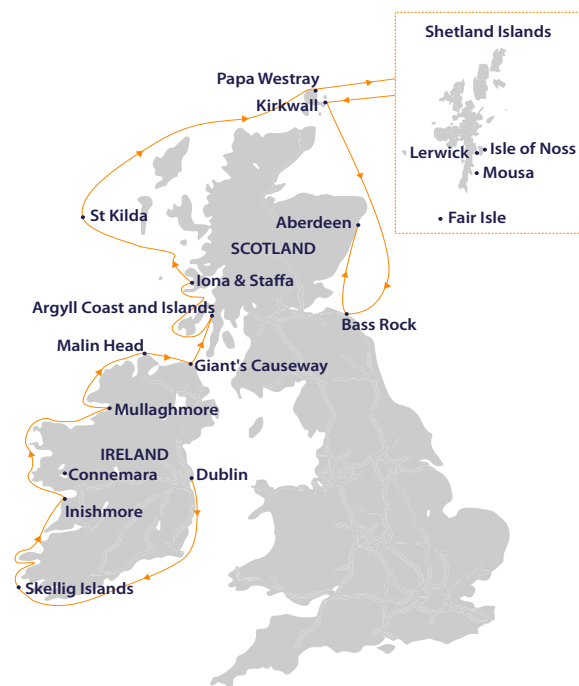 Shetland Islands
Papa Westray
Kirkwall
Lerwick
Isle of Noss
Mousa
St Kilda
Fair Isle
Aberdeen
SCOTLAND
Iona & Staffa
Argyll Coast and Islands
Bass Rock
Malin Head
Giant's Causeway
Mullaghmore
IRELAND
Connemara
Dublin
Inishmore
Skellig Islands